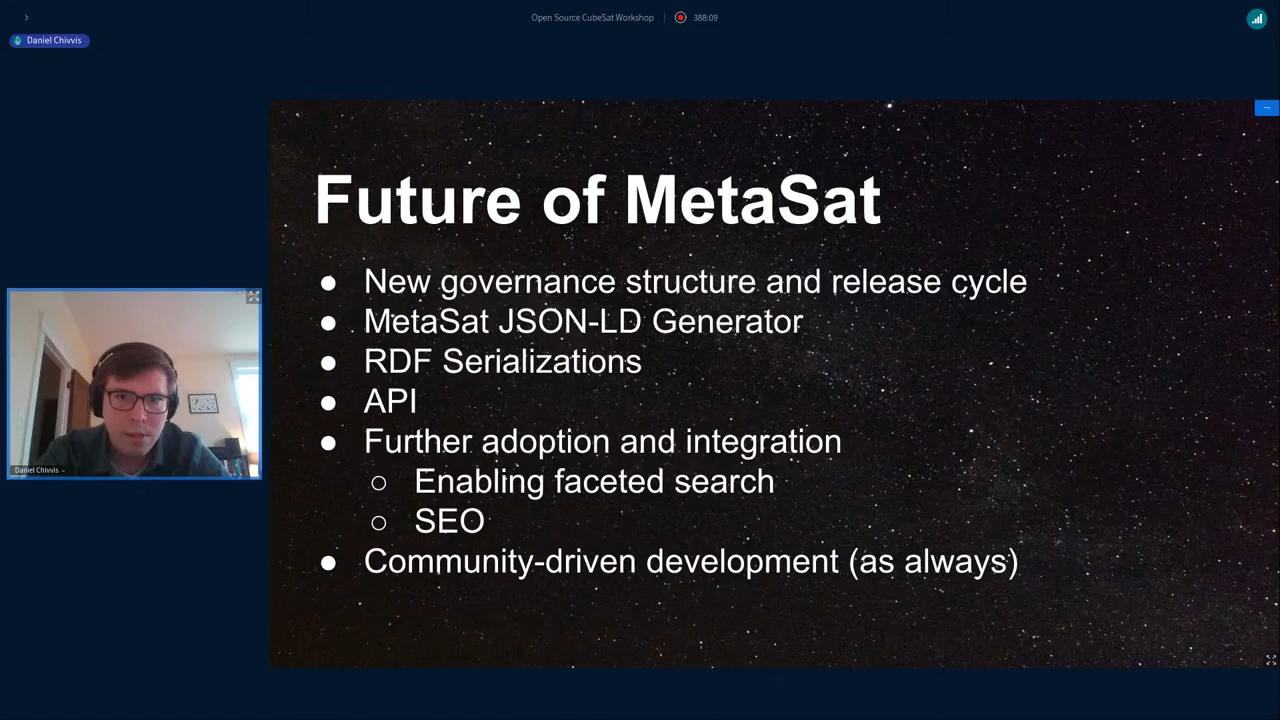 Open Source CubeSat Workshop
388:09
Daniel Chivvis
Future of MetaSat
● New governance structure and release cycle
● MetaSat JSON-LD Generator
● RDF Serializations
● API
● Further adoption and integration
○ Enabling faceted search
○ SEO
● Community-driven development (as always)
Daniel Chivvis